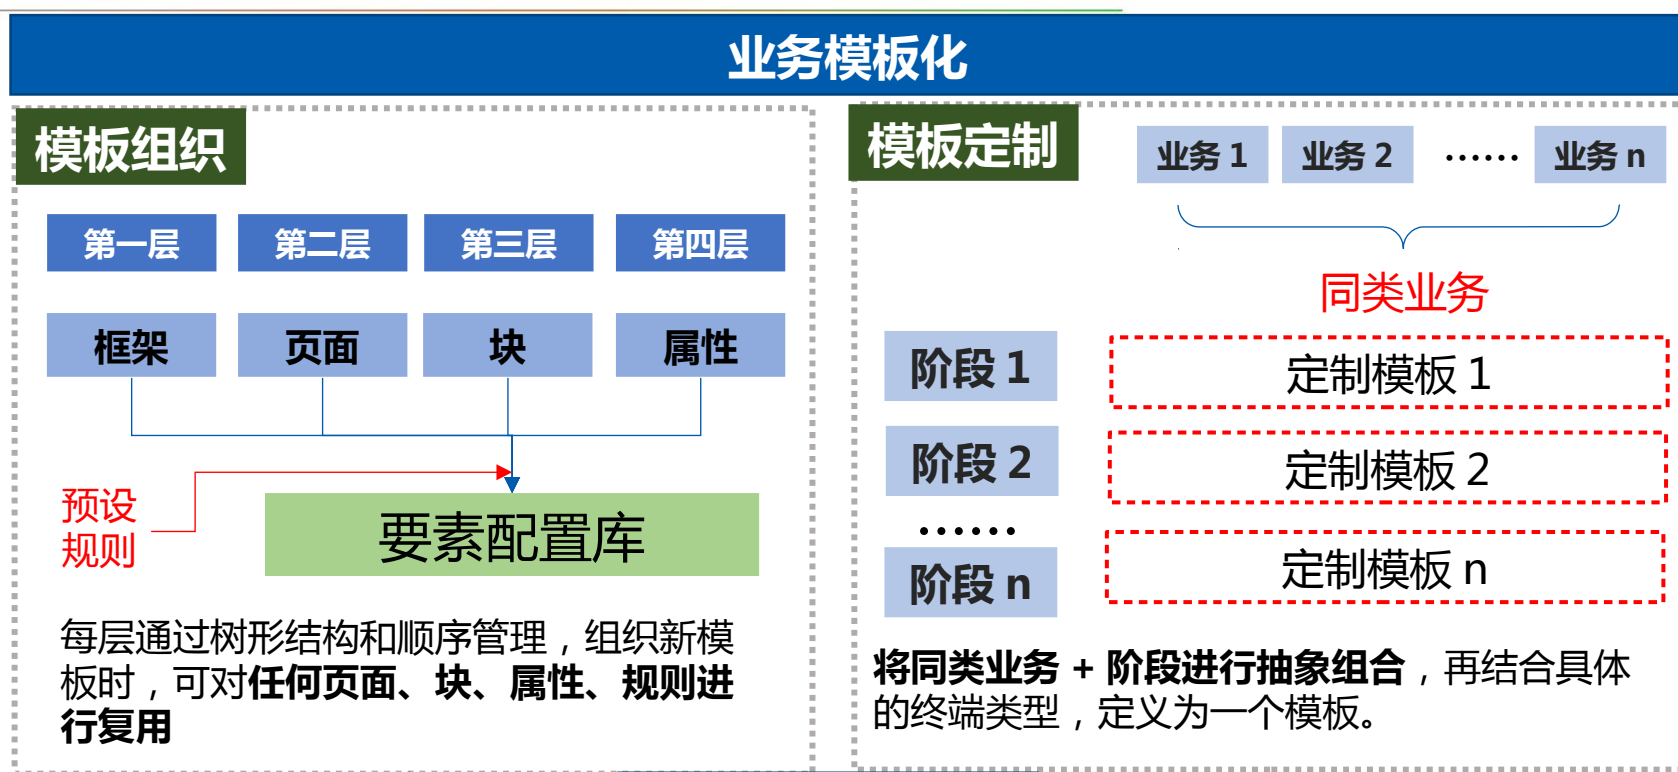 业务模板化
模板组织
第一层
第二层
第三层
第四层
框架
页面
块
属性
预设
规则
要素配置库
每层通过树形结构和顺序管理，组织新模
板时，可对任何页面、块、属性、规则进
行复用
模板定制
业务 1
业务 2
……
业务 n
同类业务
阶段 1
定制模板 1
阶段 2
定制模板 2
……
阶段 n
定制模板 n
将同类业务 + 阶段进行抽象组合，再结合具体
的终端类型，定义为一个模板。